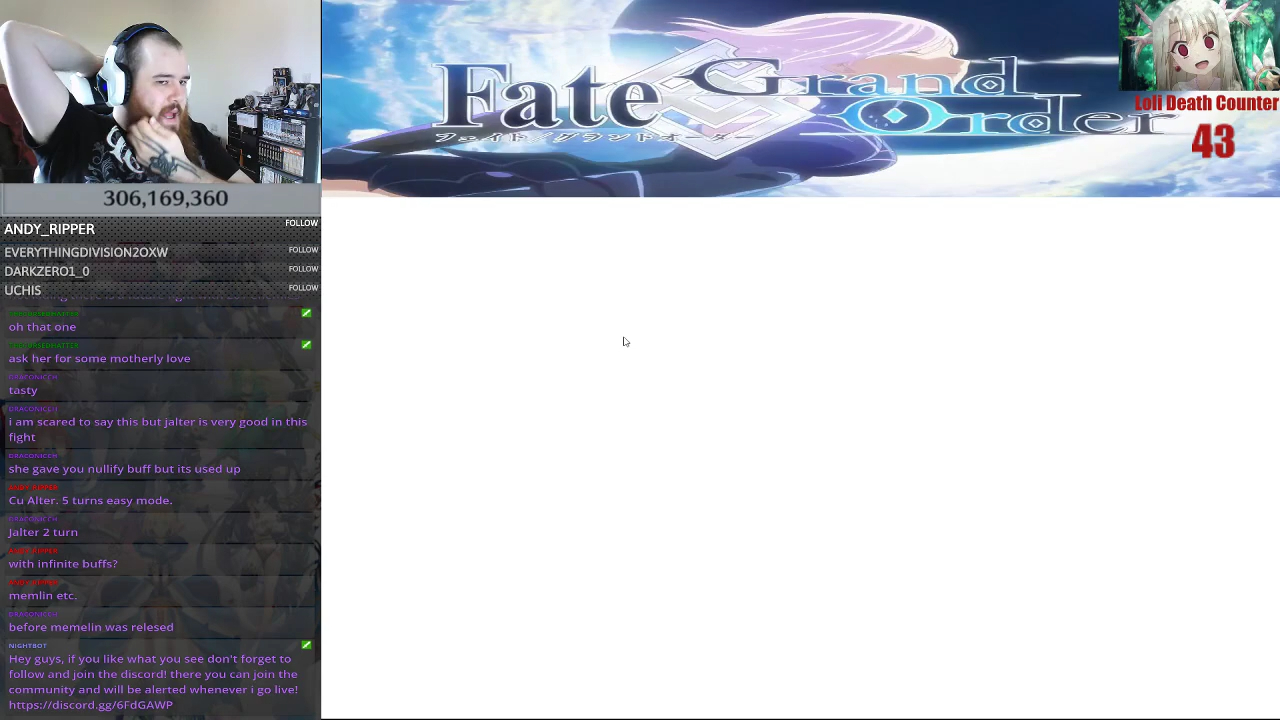 Fate Grand Order
フェイト/グランドオーダー
Loli Death Counter
43
306,169,360
ANDY_RIPPER FOLLOW
EVERYTHINGDIVISION2OXW FOLLOW
DARKZERO1_0 FOLLOW
UCHIS FOLLOW
oh that one
ask her for some motherly love
DRACONICEH
tasty
DRACONICEH
i am scared to say this but jalter is very good in this
fight
DRACONICEH
she gave you nullify buff but its used up
ANDY_RIPPER
Cu Alter. 5 turns easy mode.
DRACONICEH
Jalter 2 turn
ANDY_RIPPER
with infinite buffs?
ANDY_RIPPER
memlin etc.
DRACONICEH
before memelin was relesed
NIGHTBOT
Hey guys, if you like what you see don't forget to
follow and join the discord! there you can join the
community and will be alerted whenever i go live!
https://discord.gg/6FdGAWP